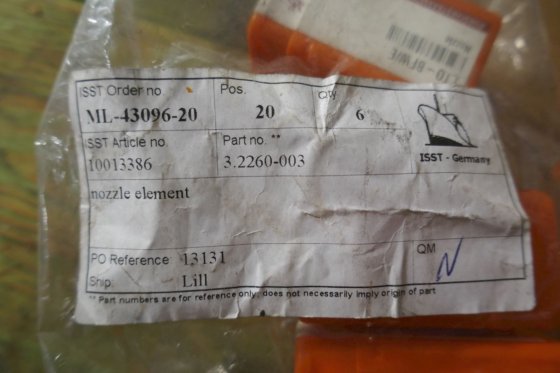 ISST Order no.
Pos.
Qty
ML-43096-20
20
6
ISST Article no.
Part no. **
10013386
3.2260-003
ISST - Germany
nozzle element
PO Reference:
13131
QM
Ship:
Lill
** Part numbers are for reference only, does not necessarily imply origin of part